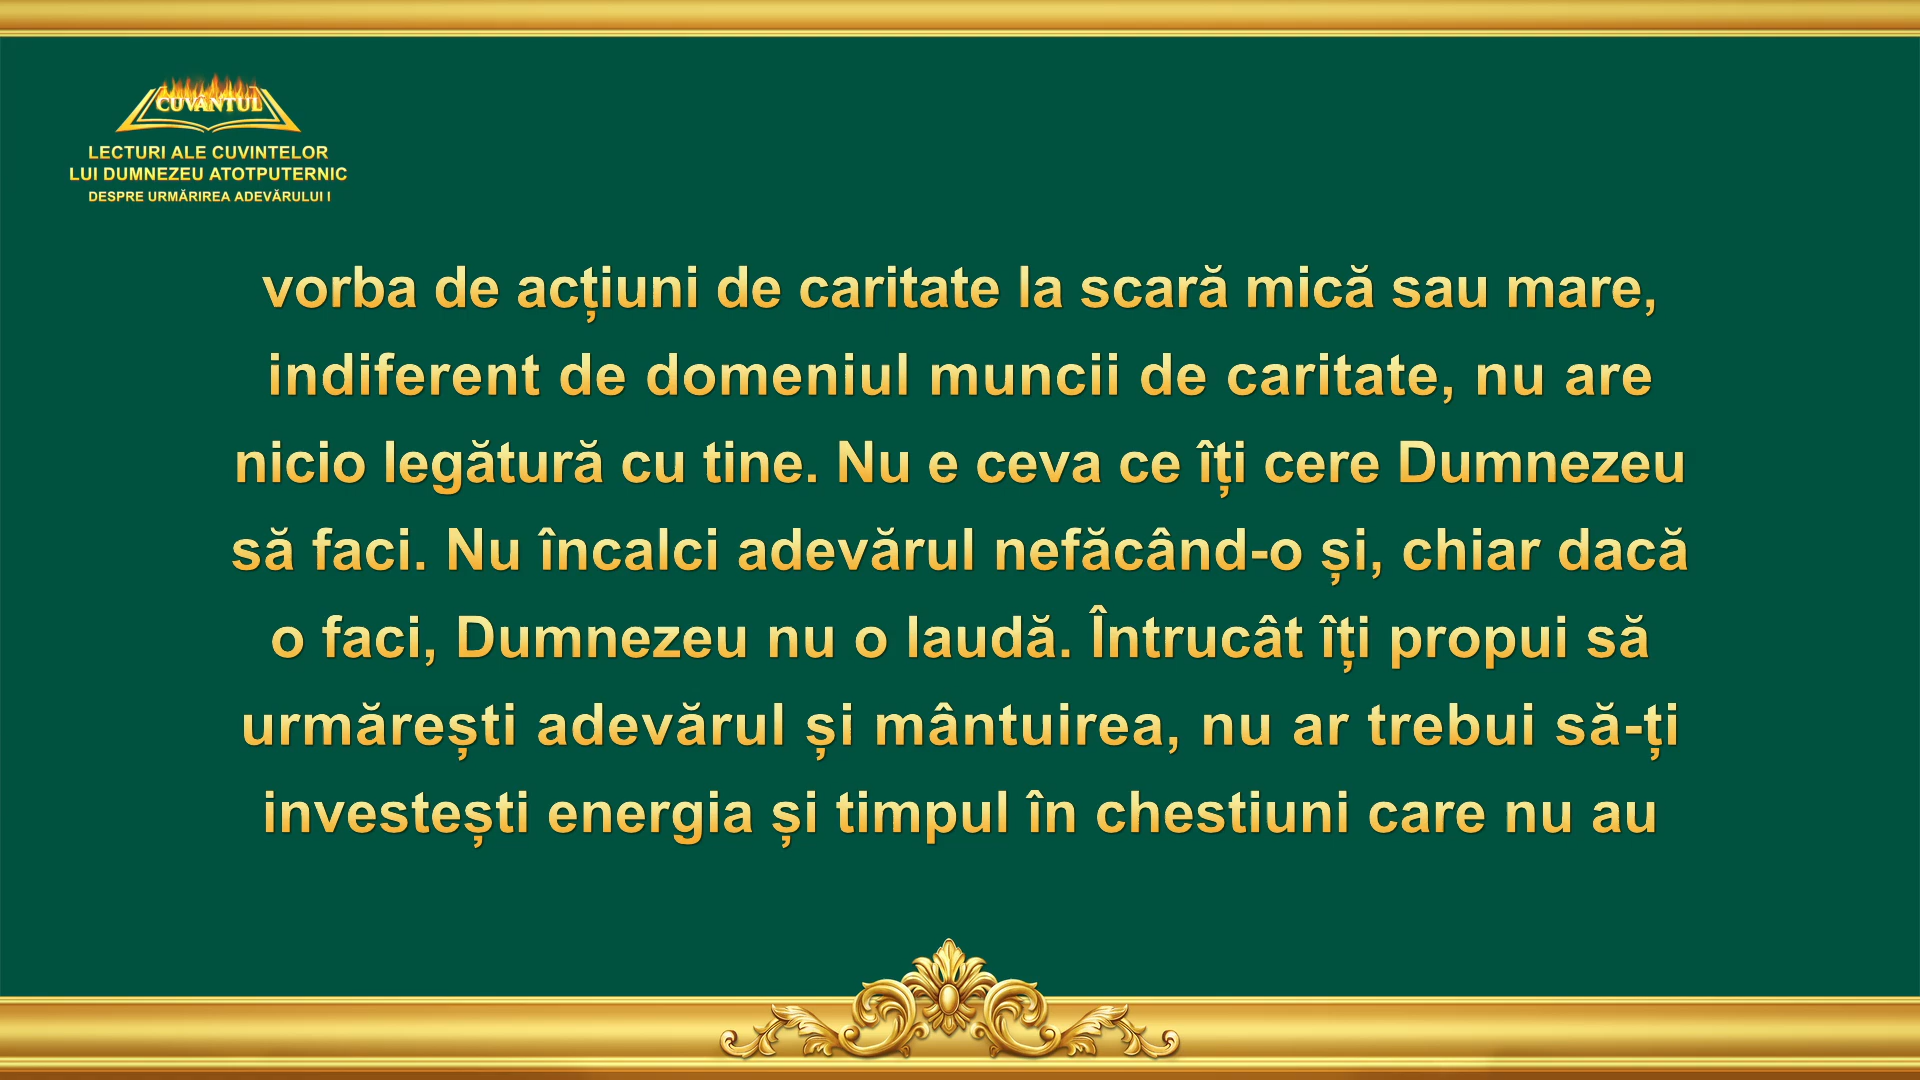 CUVÂNTUL
LECTURI ALE CUVINTELOR
LUI DUMNEZEU ATOTPUTERNIC
DESPRE URMĂRIREA ADEVĂRULUI I
vorba de acțiuni de caritate la scară mică sau mare,
indiferent de domeniul muncii de caritate, nu are
nicio legătură cu tine. Nu e ceva ce îți cere Dumnezeu
să faci. Nu încalci adevărul nefăcând-o și, chiar dacă
o faci, Dumnezeu nu o laudă. Întrucât îți propui să
urmărești adevărul și mântuirea, nu ar trebui să-ți
investești energia și timpul în chestiuni care nu au